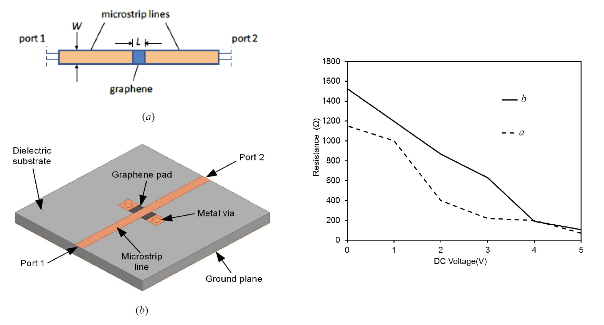 microstrip lines
W
port 1
L
port 2
graphene
(a)
Dielectric
substrate
Port 2
Graphene pad
Metal via
Microstrip
line
Port 1
Ground plane
(b)
1800
1600
1400
1200
1000
800
600
400
200
0
Resistance (Ω)
b
a
0 1 2 3 4 5
DC Voltage(V)